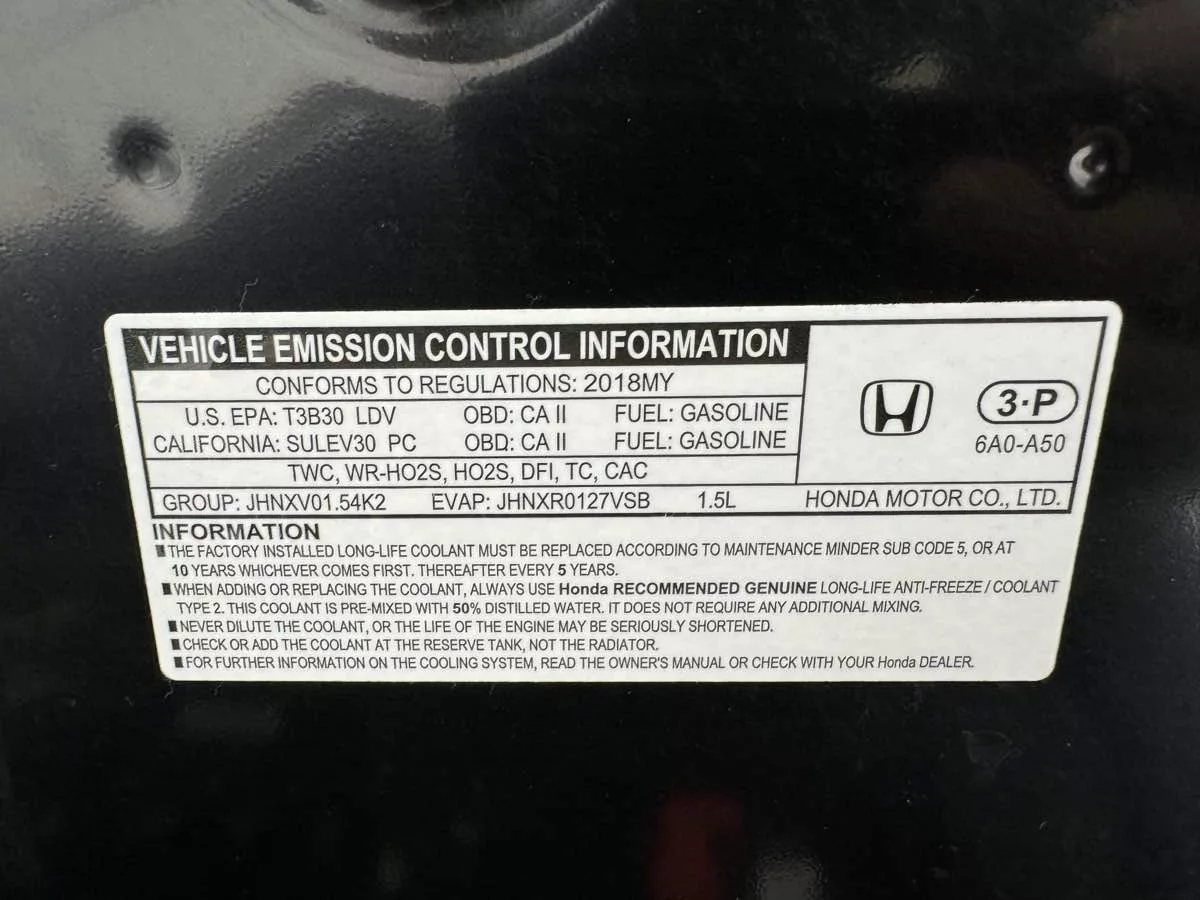 VEHICLE EMISSION CONTROL INFORMATION
CONFORMS TO REGULATIONS: 2018MY
U.S. EPA: T3B30 LDV OBD: CA II FUEL: GASOLINE
CALIFORNIA: SULEV30 PC OBD: CA II FUEL: GASOLINE
TWC, WR-HO2S, HO2S, DFI, TC, CAC
3·P
6A0-A50
GROUP: JHNXV01.54K2 EVAP: JHNXR0127VSB 1.5L HONDA MOTOR CO., LTD.
INFORMATION
■ THE FACTORY INSTALLED LONG-LIFE COOLANT MUST BE REPLACED ACCORDING TO MAINTENANCE MINDER SUB CODE 5, OR AT
10 YEARS WHICHEVER COMES FIRST. THEREAFTER EVERY 5 YEARS.
■ WHEN ADDING OR REPLACING THE COOLANT, ALWAYS USE Honda RECOMMENDED GENUINE LONG-LIFE ANTI-FREEZE / COOLANT
TYPE 2. THIS COOLANT IS PRE-MIXED WITH 50% DISTILLED WATER. IT DOES NOT REQUIRE ANY ADDITIONAL MIXING.
■ NEVER DILUTE THE COOLANT, OR THE LIFE OF THE ENGINE MAY BE SERIOUSLY SHORTENED.
■ CHECK OR ADD THE COOLANT AT THE RESERVE TANK, NOT THE RADIATOR.
■ FOR FURTHER INFORMATION ON THE COOLING SYSTEM, READ THE OWNER'S MANUAL OR CHECK WITH YOUR Honda DEALER.